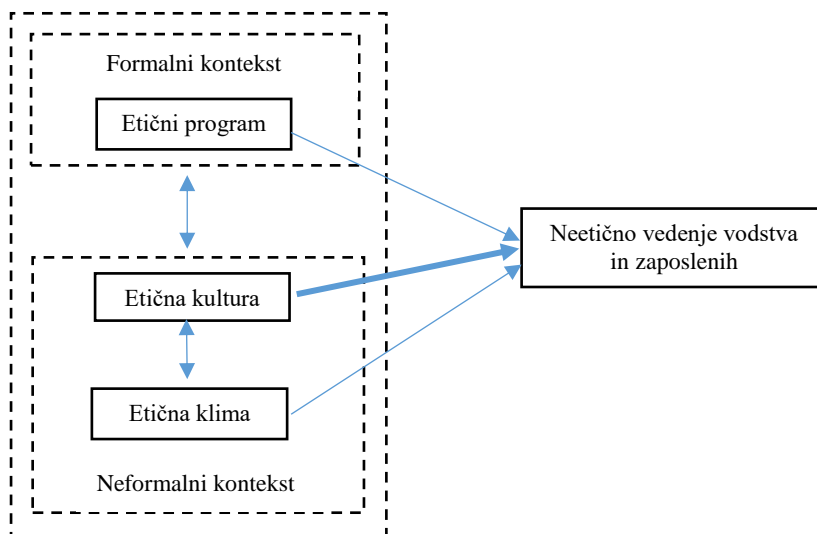 Formalni kontekst
Etični program
Neetično vedenje vodstva
in zaposlenih
Etična kultura
Etična klima
Neformalni kontekst